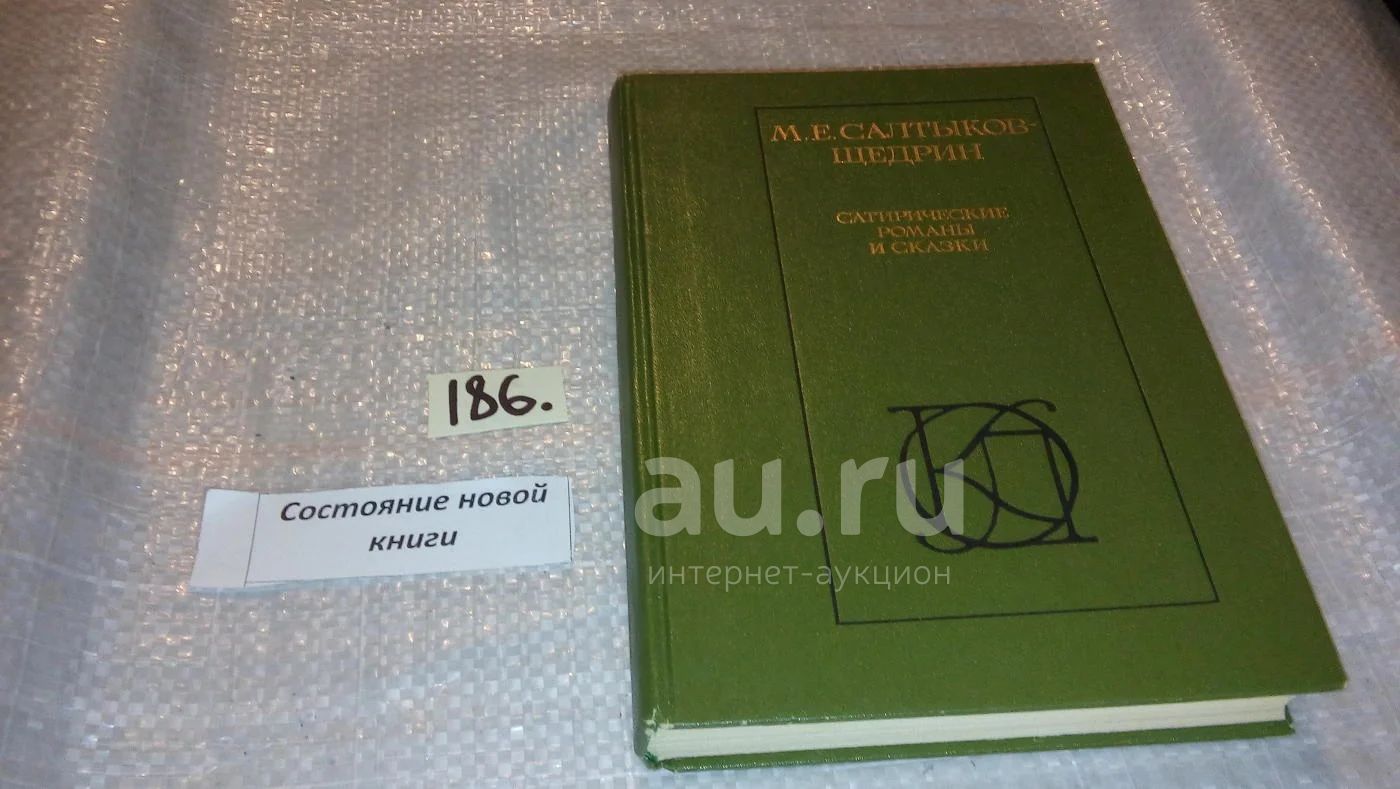 М.Е.САЛТЫКОВ-
ЩЕДРИН
САТИРИЧЕСКИЕ
РОМАНЫ
И СКАЗКИ
186.
Состояние новой
книги
au.ru
интернет-аукцион